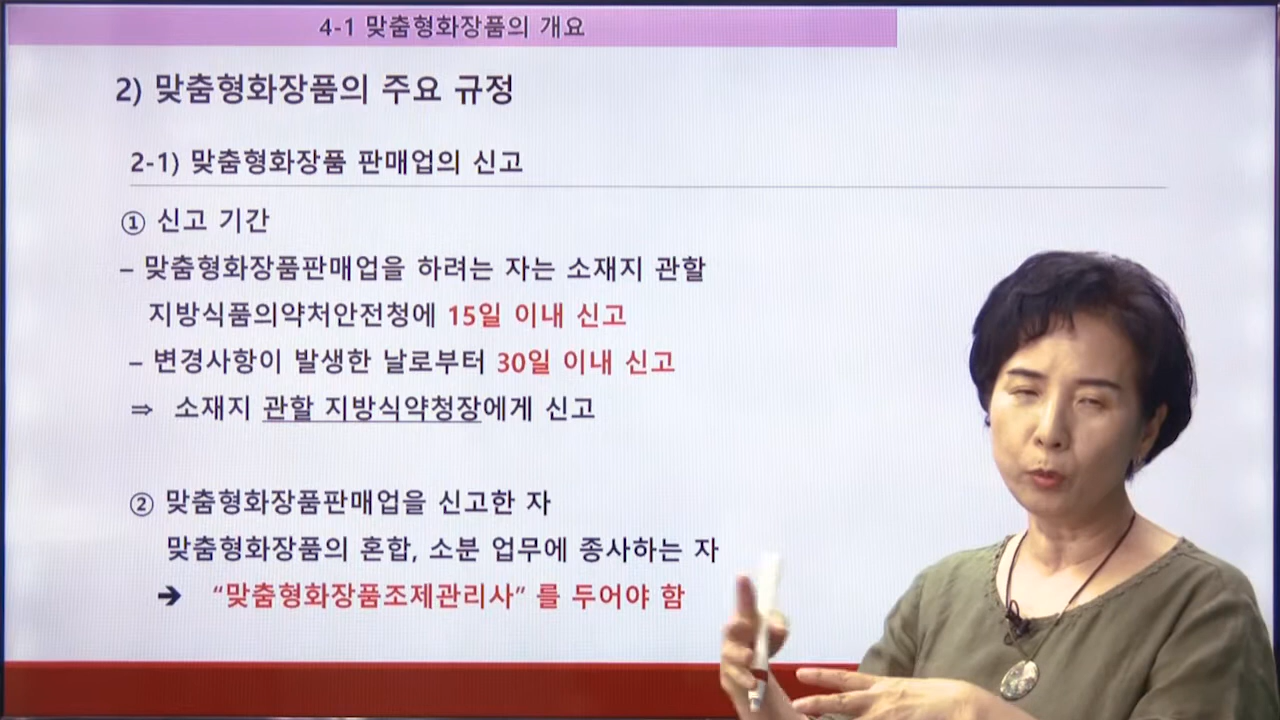 4-1 맞춤형화장품의 개요
2) 맞춤형화장품의 주요 규정
2-1) 맞춤형화장품 판매업의 신고
① 신고 기간
– 맞춤형화장품판매업을 하려는 자는 소재지 관할
지방식품의약처안전청에 15일 이내 신고
– 변경사항이 발생한 날로부터 30일 이내 신고
⇒ 소재지 관할 지방식약청장에게 신고
② 맞춤형화장품판매업을 신고한 자
맞춤형화장품의 혼합, 소분 업무에 종사하는 자
➔ “맞춤형화장품조제관리사” 를 두어야 함